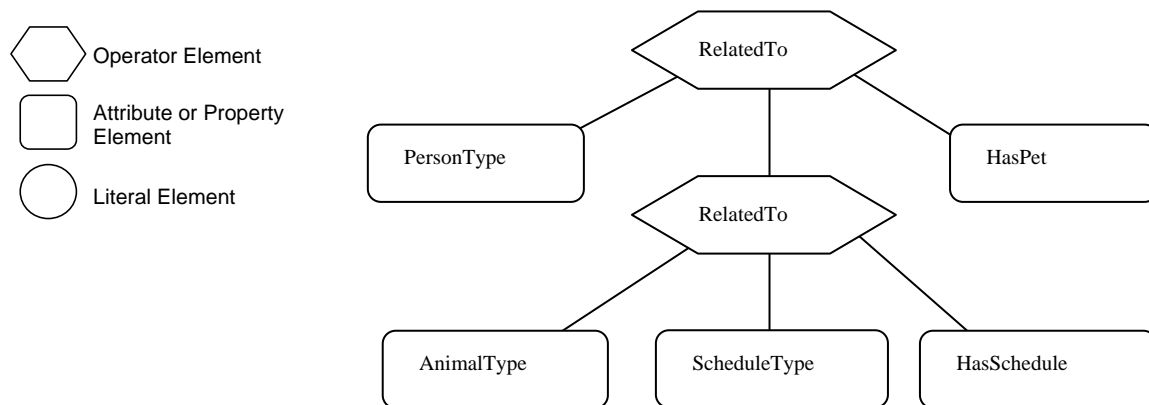 Operator Element
Attribute or Property
Element
Literal Element
RelatedTo
PersonType
HasPet
RelatedTo
AnimalType
ScheduleType
HasSchedule